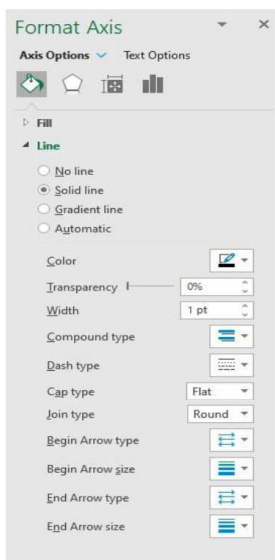 Format Axis
Axis Options Text Options
Fill
Line
No line
Solid line
Gradient line
Automatic
Color
Transparency 0%
Width 1 pt
Compound type
Dash type
Cap type Flat
Join type Round
Begin Arrow type
Begin Arrow size
End Arrow type
End Arrow size